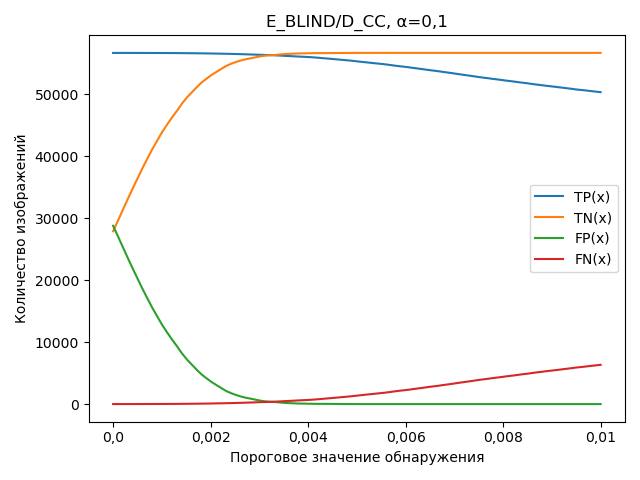 E_BLIND/D_CC, α=0,1
Количество изображений
50000
40000
30000
20000
10000
0
TP(x)
TN(x)
FP(x)
FN(x)
0,0 0,002 0,004 0,006 0,008 0,01
Пороговое значение обнаружения